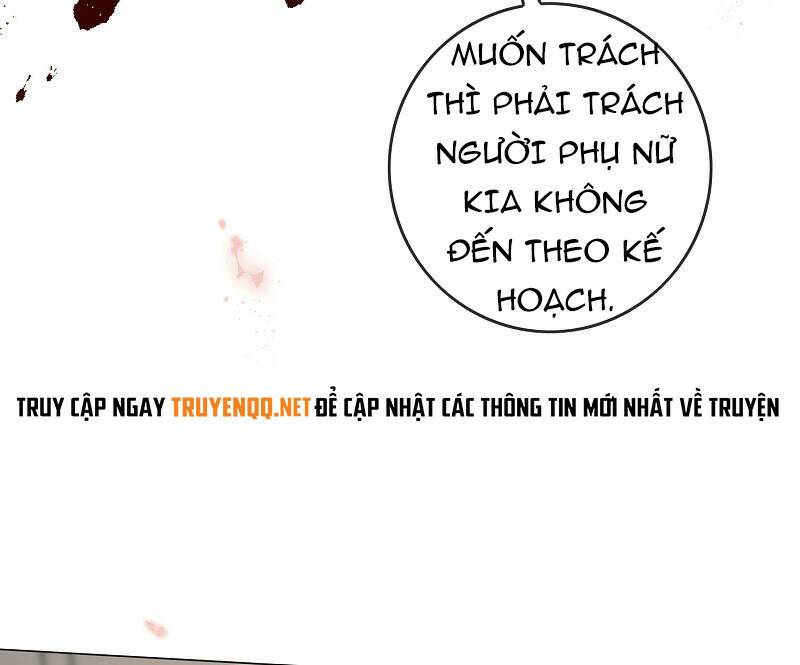 MUỐN TRÁCH
THÌ PHẢI TRÁCH
NGƯỜI PHỤ NỮ
KIA KHÔNG
ĐẾN THEO KẾ
HOẠCH.
TRUY CẬP NGAY TRUYENQQ.NET ĐỂ CẬP NHẬT CÁC THÔNG TIN MỚI NHẤT VỀ TRUYỆN